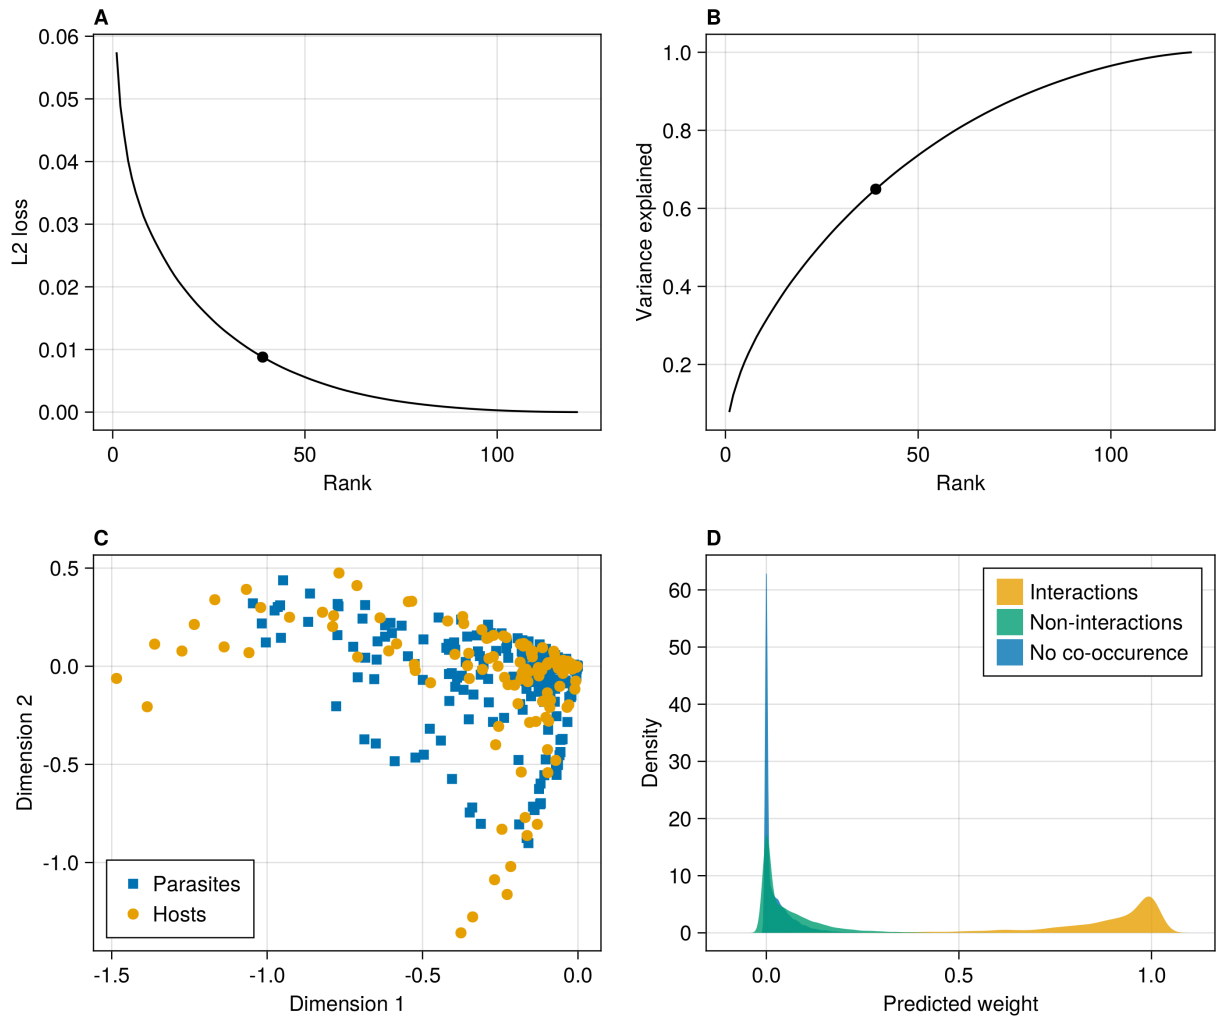 A
0.06
0.05
0.04
0.03
0.02
0.01
0.00
L2 loss
0
50
100
Rank
B
1.0
0.8
0.6
0.4
0.2
Variance explained
0
50
100
Rank
C
0.5
0.0
-0.5
-1.0
Dimension 2
Parasites
Hosts
-1.5
-1.0
-0.5
0.0
Dimension 1
D
60
50
40
30
20
10
0
Density
Interactions
Non-interactions
No co-occurence
0.0
0.5
1.0
Predicted weight